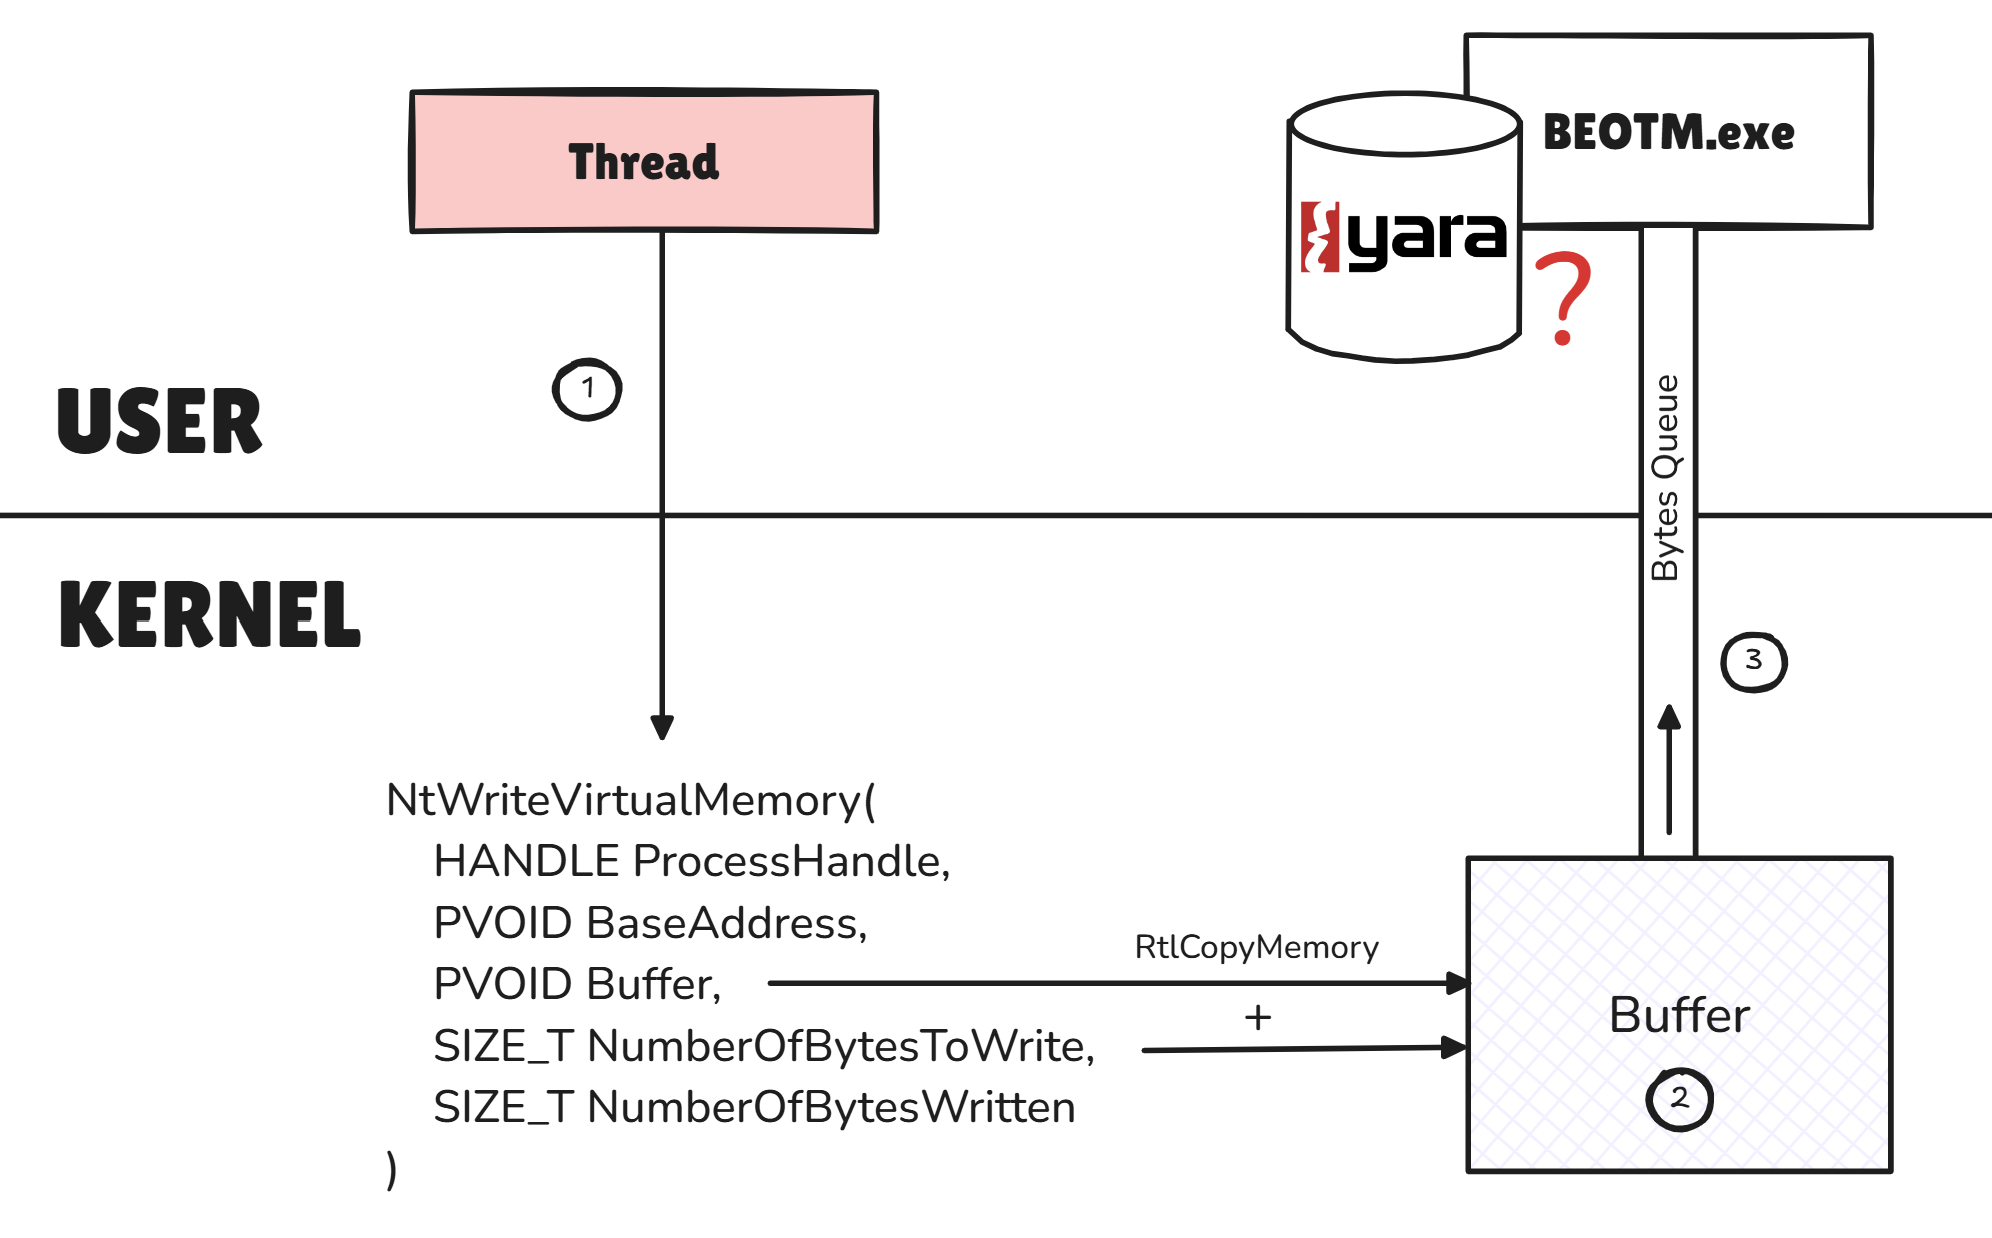 BEOTM.exe
Thread
yara
?
1
USER
Bytes Queue
KERNEL
3
NtWriteVirtualMemory(
HANDLE ProcessHandle,
PVOID BaseAddress,
RtlCopyMemory
PVOID Buffer,
+
Buffer
SIZE_T NumberOfBytesToWrite,
SIZE_T NumberOfBytesWritten
2
)